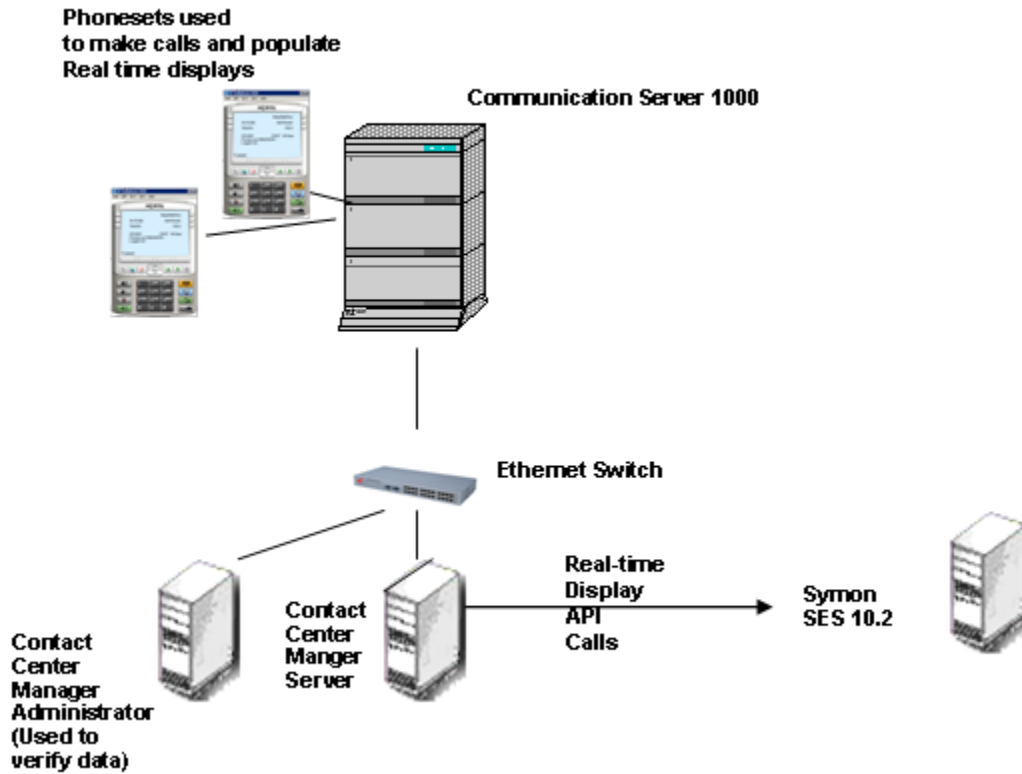 Phonesets used
to make calls and populate
Real time displays
Communication Server 1000
Ethernet Switch
Real-time
Display
API
Calls
Symon
SES 10.2
Contact
Center
Manger
Server
Contact
Center
Manager
Administrator
(Used to
verify data)